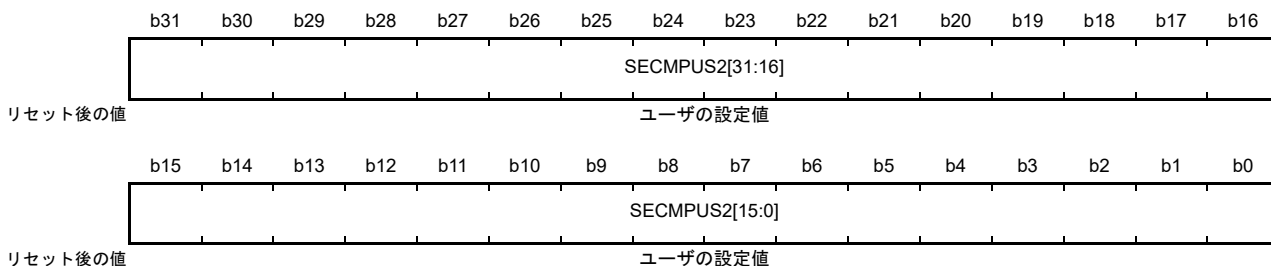 b31 b30 b29 b28 b27 b26 b25 b24 b23 b22 b21 b20 b19 b18 b17 b16
SECMPUS2[31:16]
リセット後の値 ユーザの設定値
b15 b14 b13 b12 b11 b10 b9 b8 b7 b6 b5 b4 b3 b2 b1 b0
SECMPUS2[15:0]
リセット後の値 ユーザの設定値